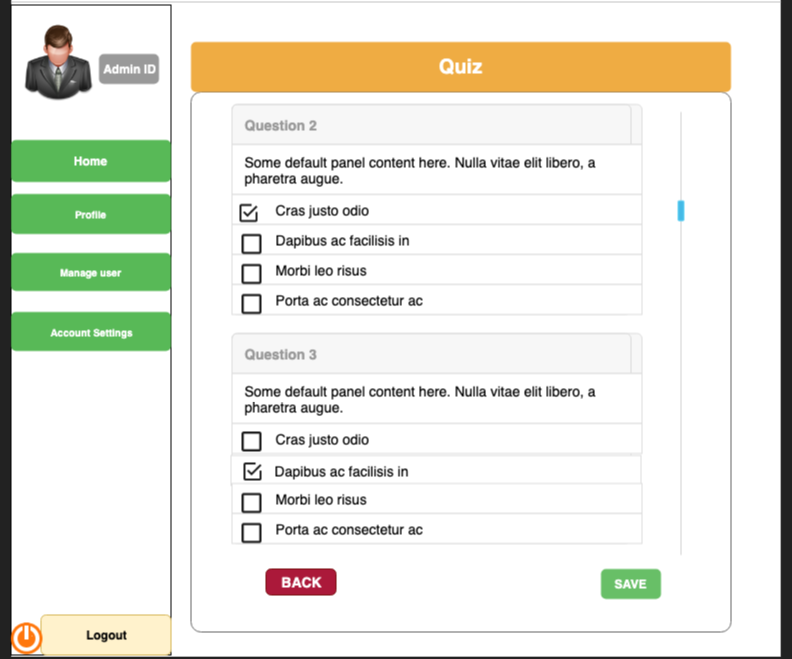 Admin ID
Home
Profile
Manage user
Account Settings
Logout
Quiz
Question 2
Some default panel content here. Nulla vitae elit libero, a
pharetra augue.
Cras justo odio
Dapibus ac facilisis in
Morbi leo risus
Porta ac consectetur ac
Question 3
Some default panel content here. Nulla vitae elit libero, a
pharetra augue.
Cras justo odio
Dapibus ac facilisis in
Morbi leo risus
Porta ac consectetur ac
BACK
SAVE